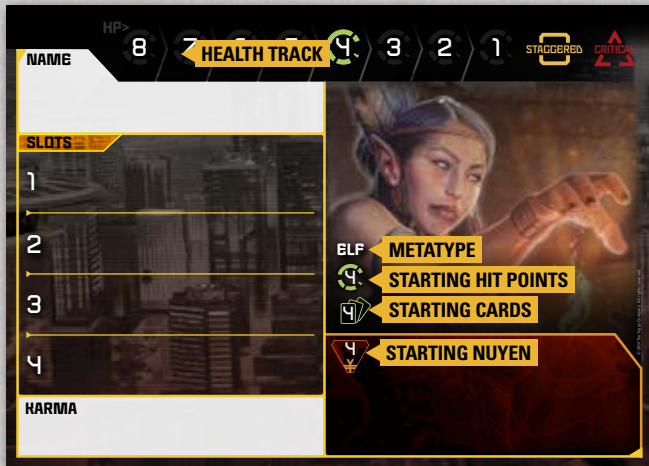 HP>
8 7 HEALTH TRACK 4 3 2 1 STAGGERED CRITICAL
NAME
SLOTS
1
2
3
4
ELF METATYPE
4 STARTING HIT POINTS
4 STARTING CARDS
4¥ STARTING NUYEN
KARMA